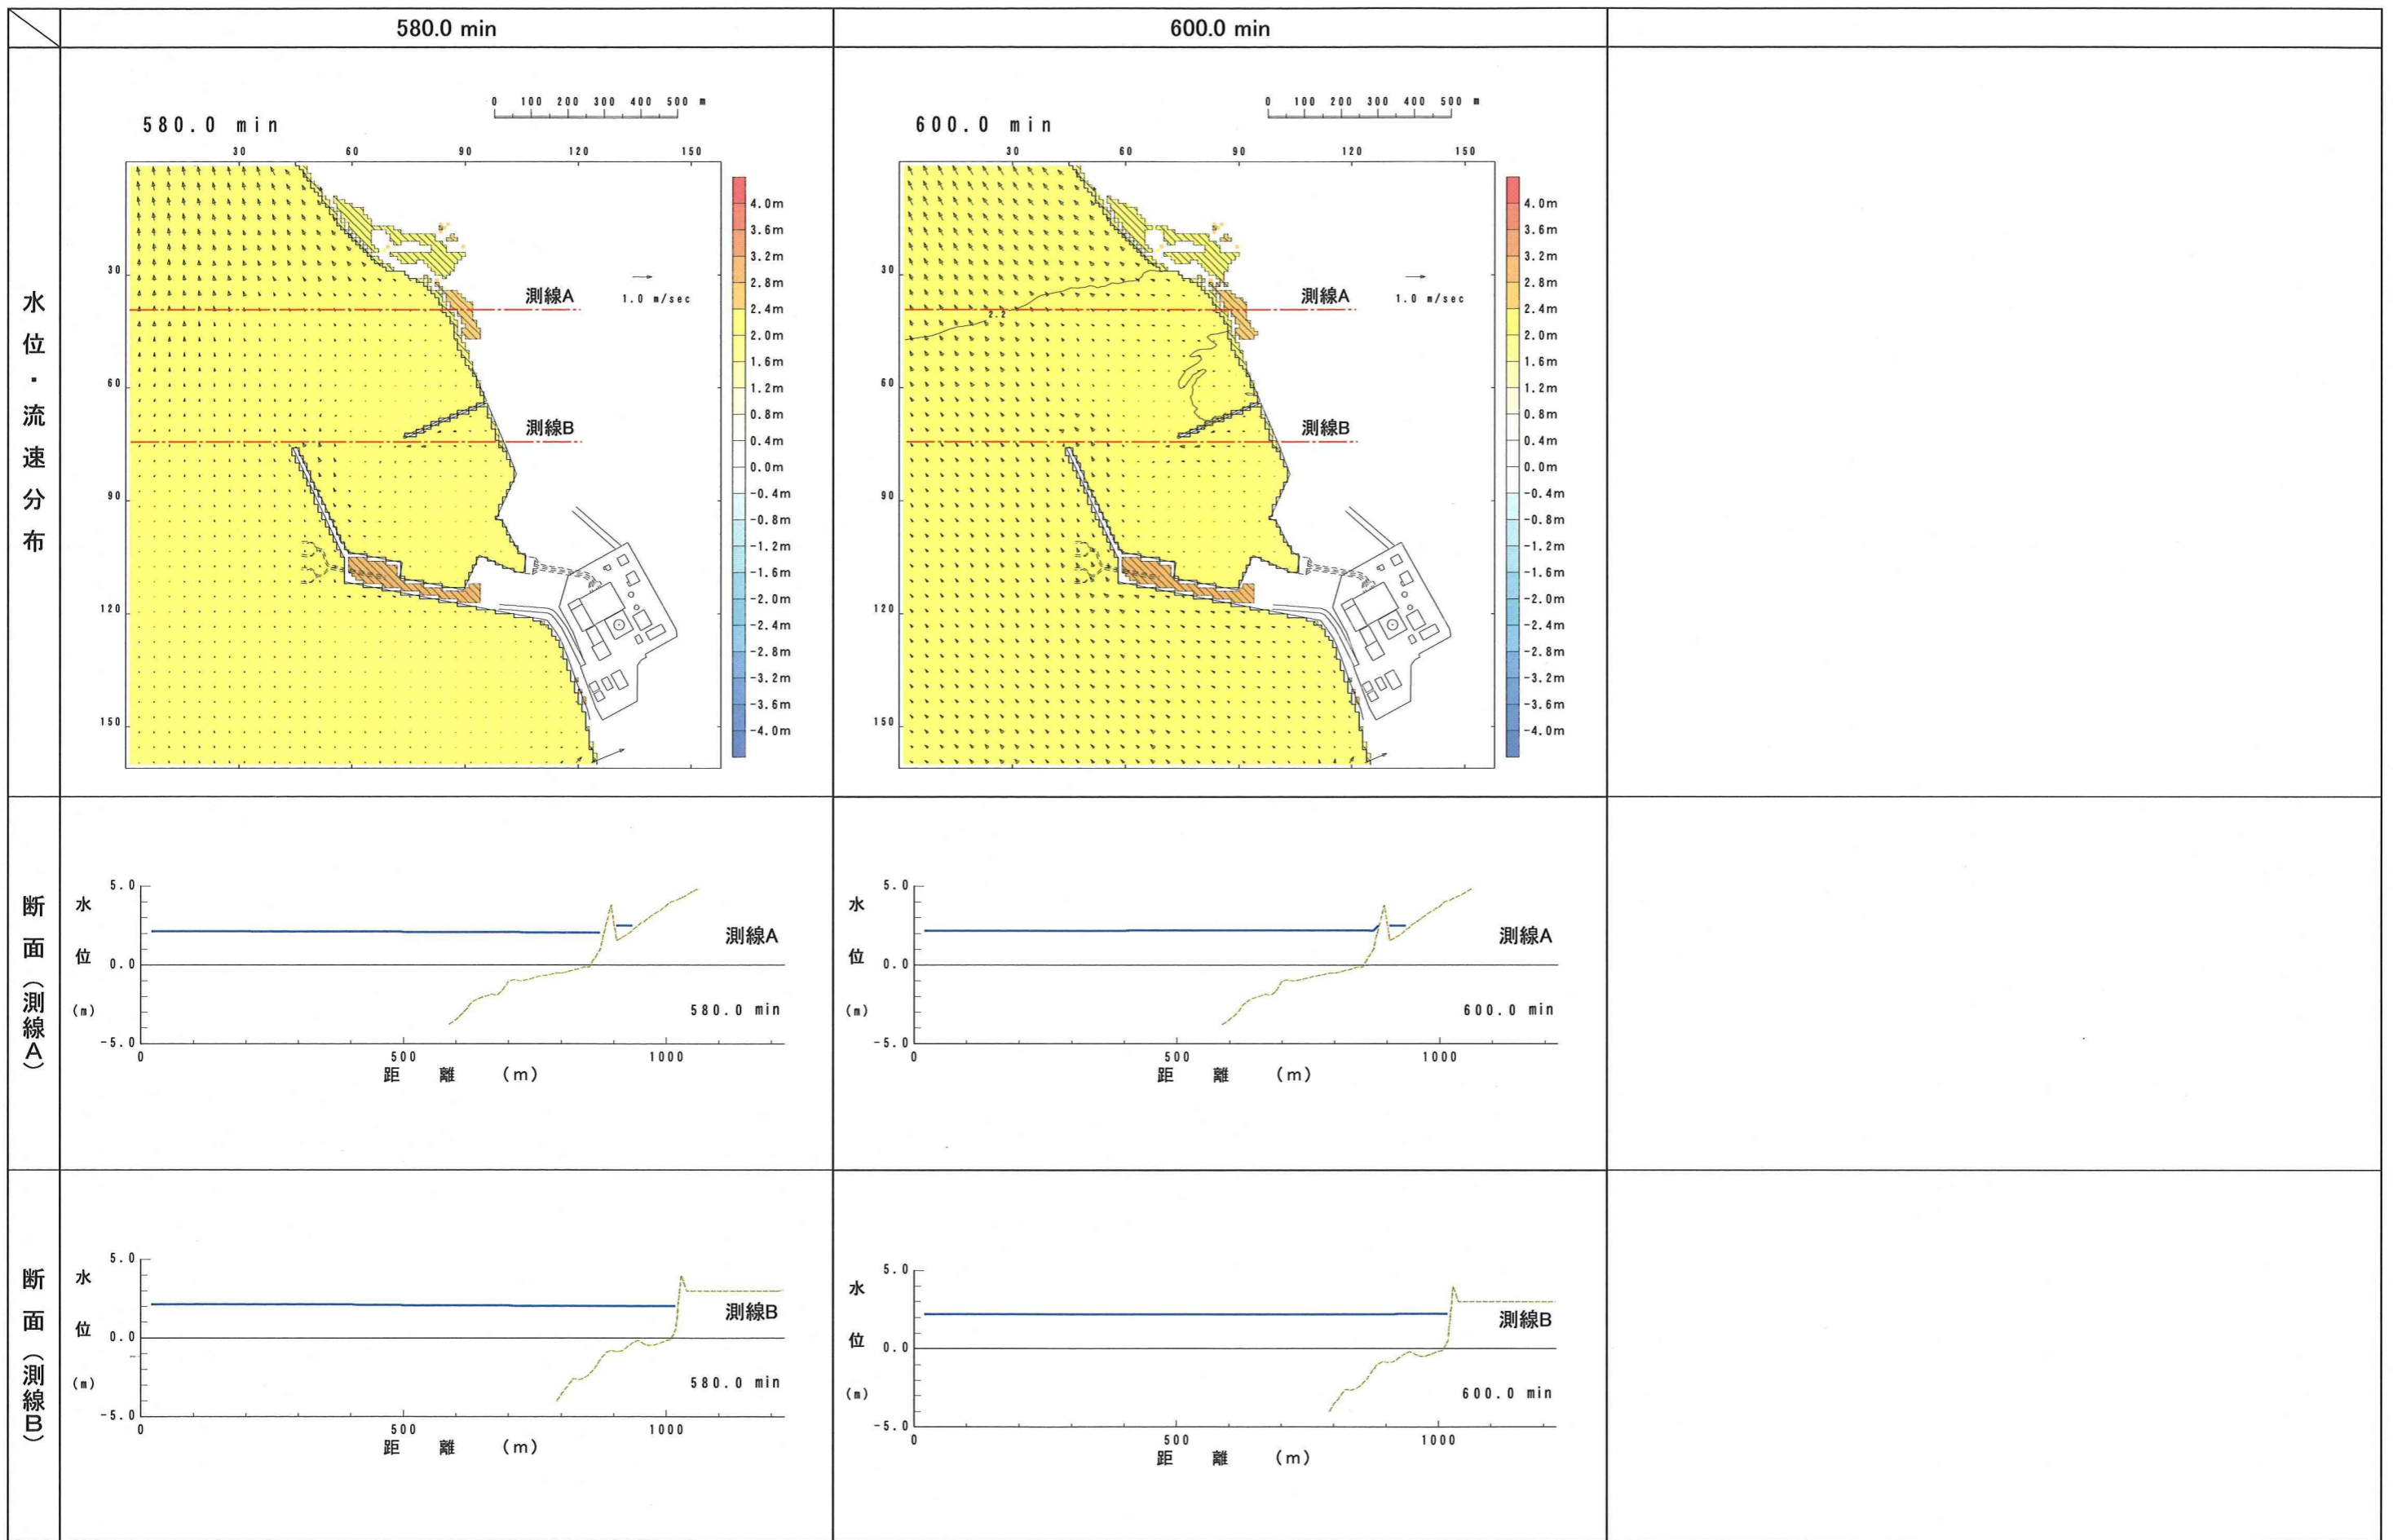 580.0 min
600.0 min
水位・流速分布
0 100 200 300 400 500 m
580.0 min
30 60 90 120 150
30
60
90
120
150
測線A
1.0 m/sec
測線B
4.0m
3.6m
3.2m
2.8m
2.4m
2.0m
1.6m
1.2m
0.8m
0.4m
0.0m
-0.4m
-0.8m
-1.2m
-1.6m
-2.0m
-2.4m
-2.8m
-3.2m
-3.6m
-4.0m
0 100 200 300 400 500 m
600.0 min
30 60 90 120 150
30
60
90
120
150
測線A
1.0 m/sec
2.2
測線B
4.0m
3.6m
3.2m
2.8m
2.4m
2.0m
1.6m
1.2m
0.8m
0.4m
0.0m
-0.4m
-0.8m
-1.2m
-1.6m
-2.0m
-2.4m
-2.8m
-3.2m
-3.6m
-4.0m
断面(測線A)
水位(m)
5.0
0.0
-5.0
測線A
580.0 min
0 500 1000
距離 (m)
水位(m)
5.0
0.0
-5.0
測線A
600.0 min
0 500 1000
距離 (m)
断面(測線B)
水位(m)
5.0
0.0
-5.0
測線B
580.0 min
0 500 1000
距離 (m)
水位(m)
5.0
0.0
-5.0
測線B
600.0 min
0 500 1000
距離 (m)